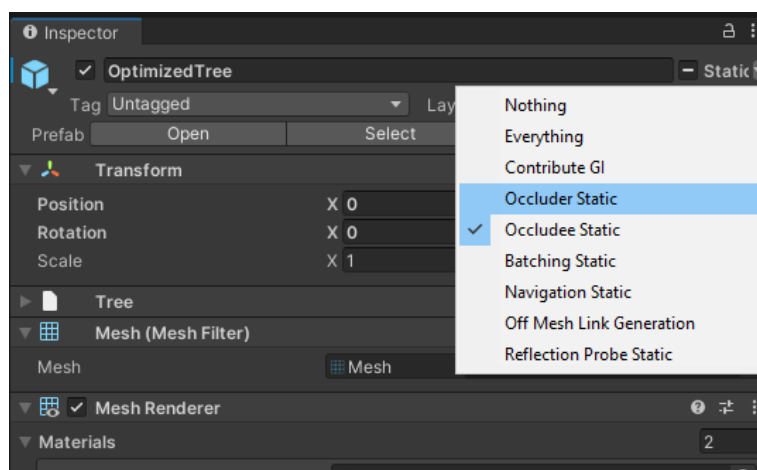 Inspector
OptimizedTree Static
Tag Untagged Lay
Prefab Open Select
Transform
Position X 0
Rotation X 0
Scale X 1
Tree
Mesh (Mesh Filter)
Mesh Mesh
Mesh Renderer
Materials 2
Nothing
Everything
Contribute GI
Occluder Static
Occludee Static
Batching Static
Navigation Static
Off Mesh Link Generation
Reflection Probe Static